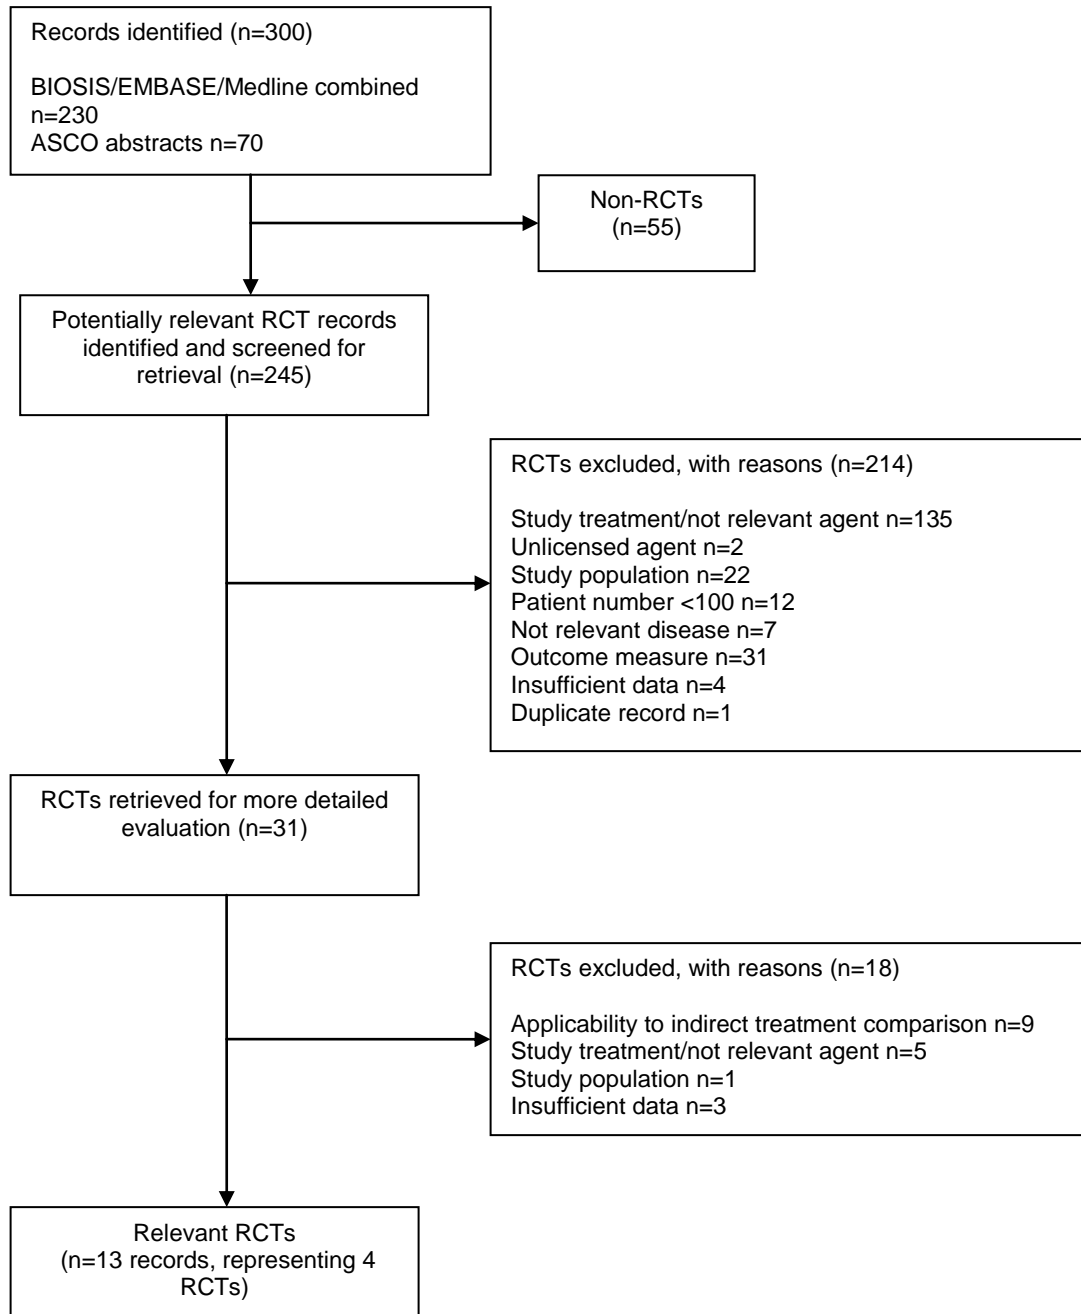 Records identified (n=300)
BIOSIS/EMBASE/Medline combined
n=230
ASCO abstracts n=70
Non-RCTs
(n=55)
Potentially relevant RCT records
identified and screened for
retrieval (n=245)
RCTs excluded, with reasons (n=214)
Study treatment/not relevant agent n=135
Unlicensed agent n=2
Study population n=22
Patient number <100 n=12
Not relevant disease n=7
Outcome measure n=31
Insufficient data n=4
Duplicate record n=1
RCTs retrieved for more detailed
evaluation (n=31)
RCTs excluded, with reasons (n=18)
Applicability to indirect treatment comparison n=9
Study treatment/not relevant agent n=5
Study population n=1
Insufficient data n=3
Relevant RCTs
(n=13 records, representing 4
RCTs)